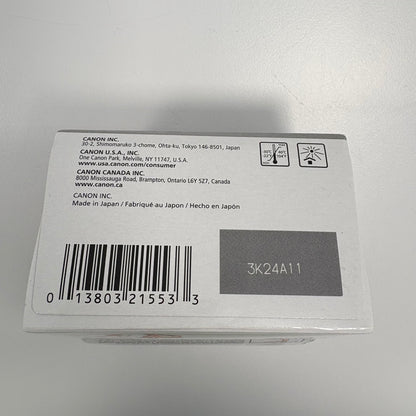 CANON INC.
30-2, Shimomaruko 3-chome, Ohta-ku, Tokyo 146-8501, Japan
CANON U.S.A., INC.
One Canon Park, Melville, NY 11747, U.S.A.
www.usa.canon.com/consumer
CANON CANADA INC.
8000 Mississauga Road, Brampton, Ontario L6Y 5Z7, Canada
www.canon.ca
CANON INC.
Made in Japan / Fabriqué au Japon / Hecho en Japón
3K24A11
0 13803 21553 3